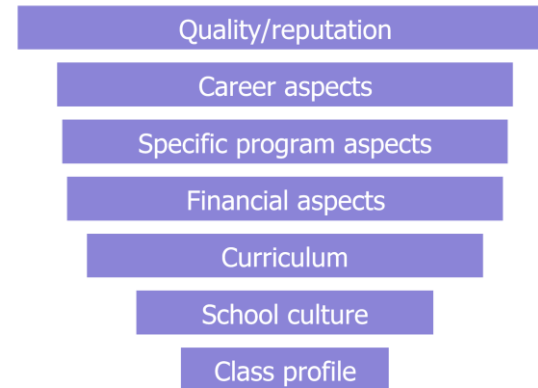 Quality/reputation
Career aspects
Specific program aspects
Financial aspects
Curriculum
School culture
Class profile